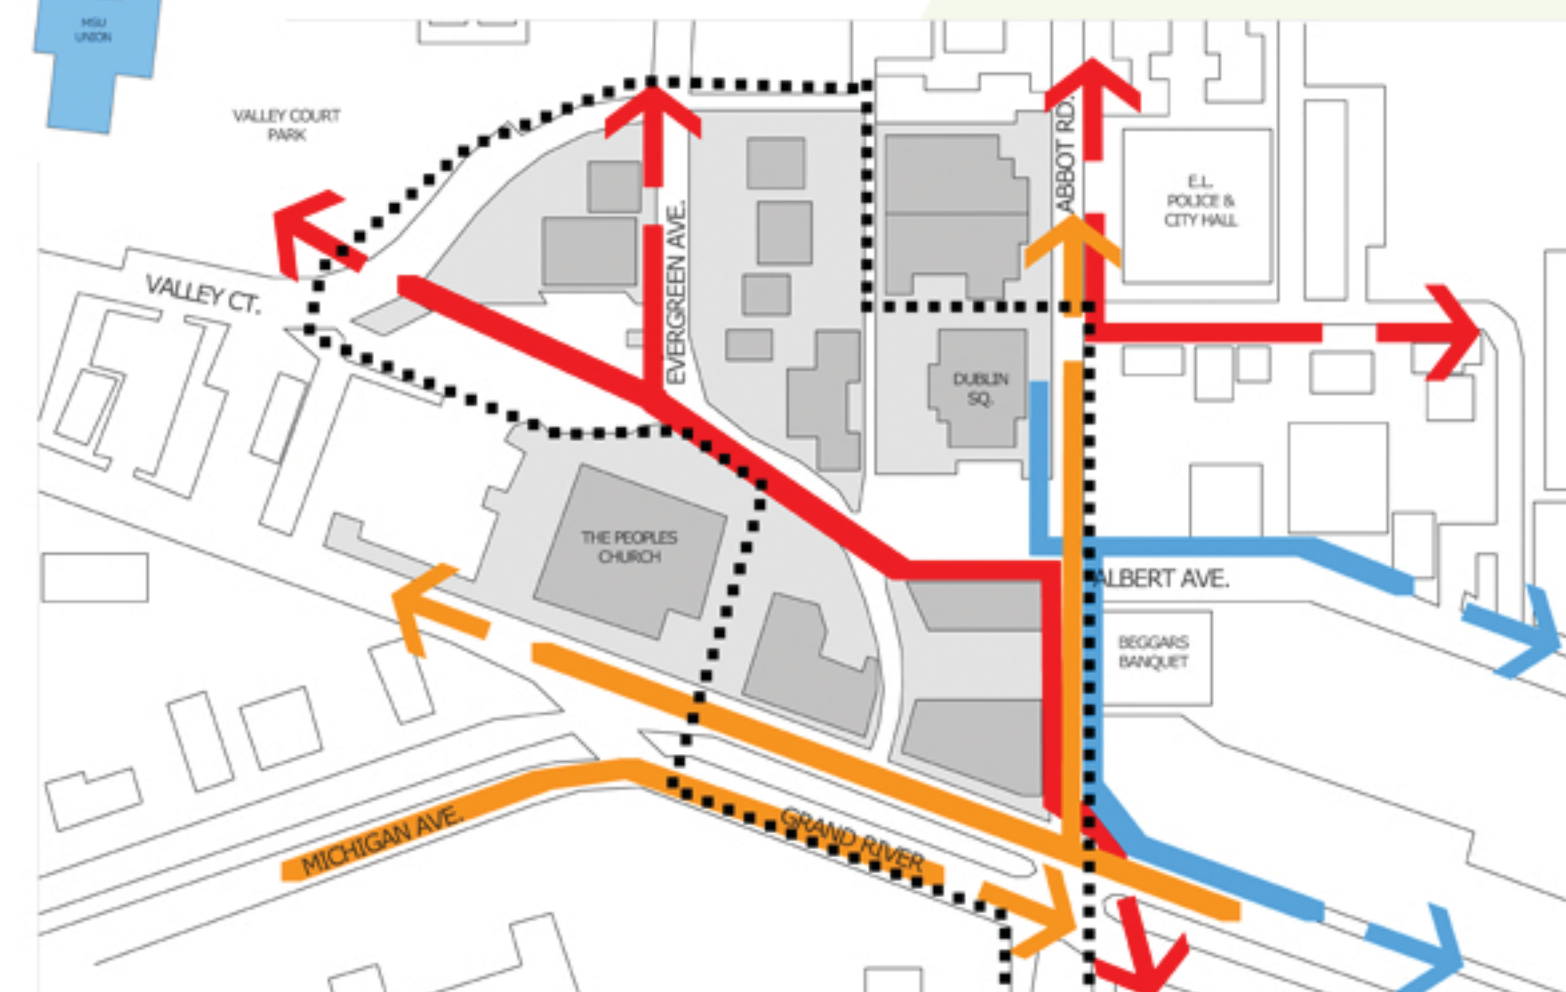 MSU
UNION
VALLEY COURT
PARK
ABBOT RD.
E.L.
POLICE &
CITY HALL
EVERGREEN AVE.
VALLEY CT.
DUBLIN
SQ.
THE PEOPLES
CHURCH
ALBERT AVE.
BEGGARS
BANQUET
MICHIGAN AVE.
GRAND RIVER